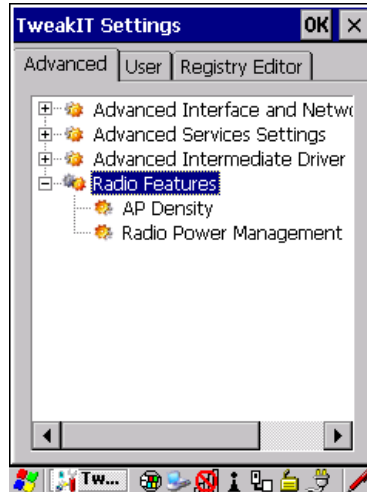 TweakIT Settings OK
Advanced User Registry Editor
Advanced Interface and Netwo
Advanced Services Settings
Advanced Intermediate Driver
Radio Features
AP Density
Radio Power Management
Tw...